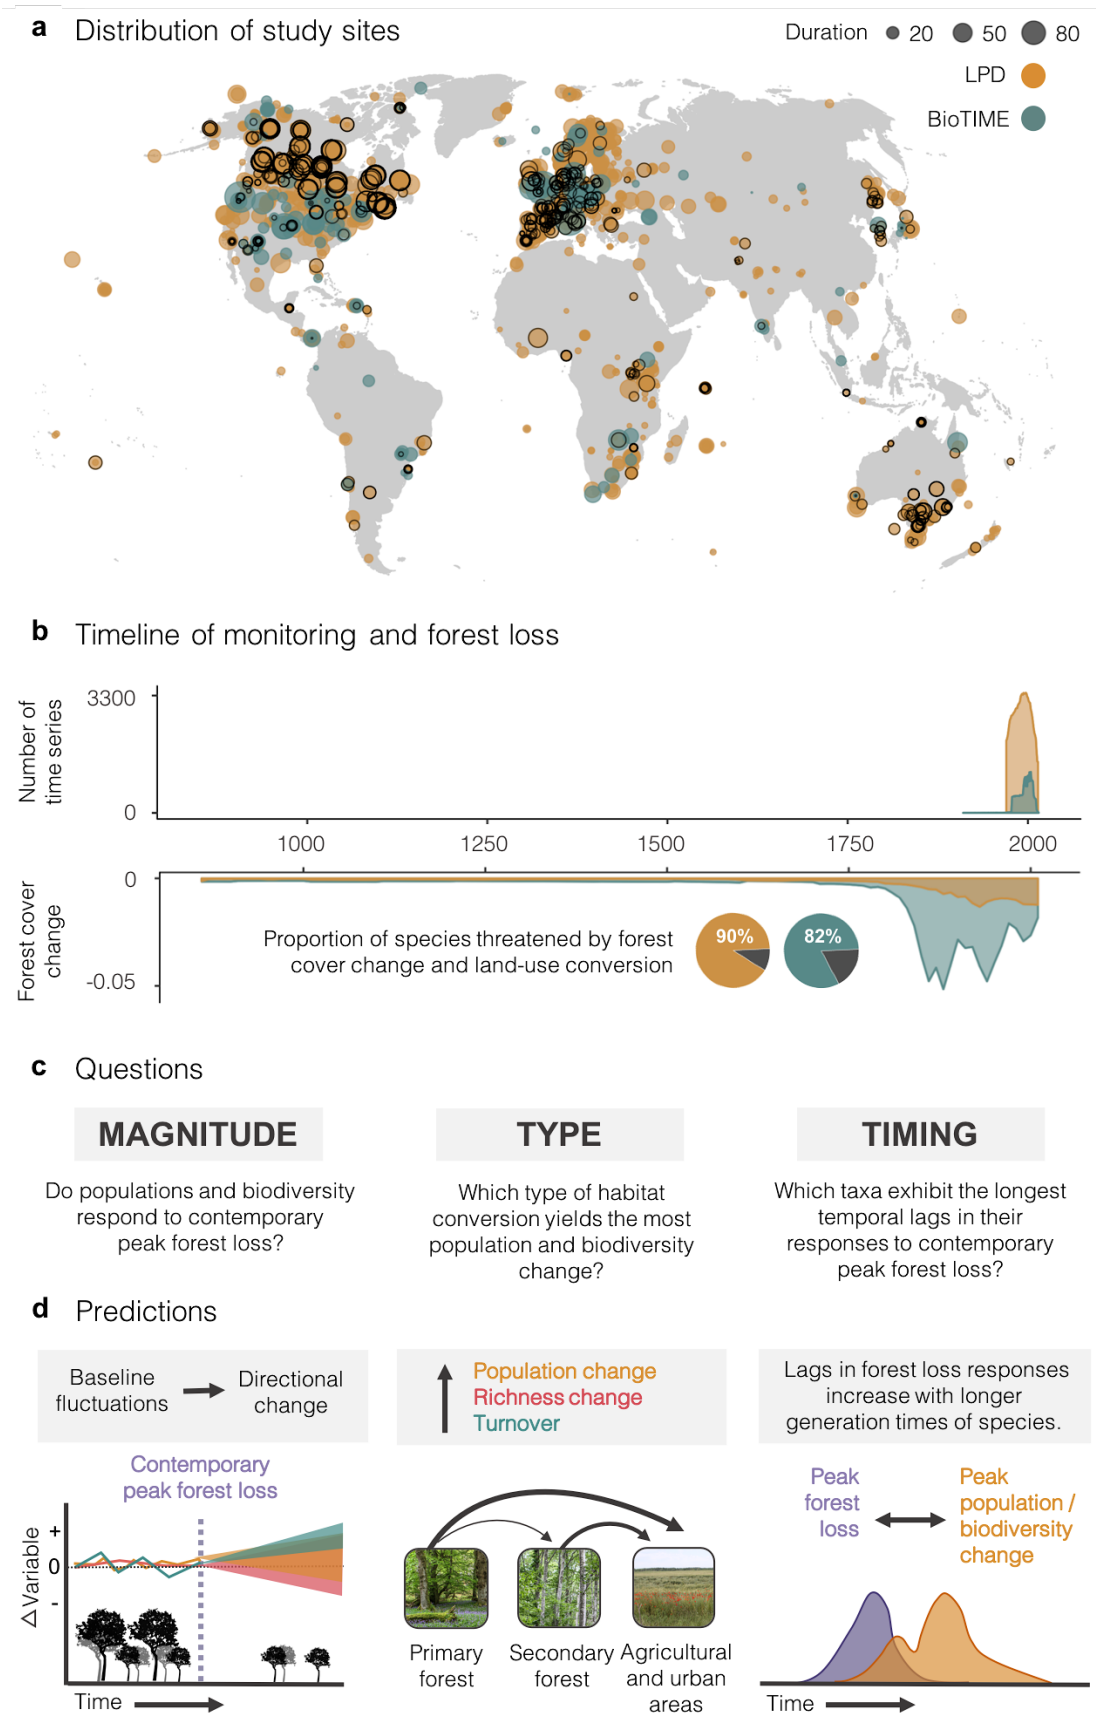 a Distribution of study sites
Duration 20 50 80
LPD
BioTIME
b Timeline of monitoring and forest loss
Number of
time series
3300
0
1000 1250 1500 1750 2000
Forest cover
change
0
-0.05
Proportion of species threatened by forest
cover change and land-use conversion
90% 82%
c Questions
MAGNITUDE
Do populations and biodiversity
respond to contemporary
peak forest loss?
TYPE
Which type of habitat
conversion yields the most
population and biodiversity
change?
TIMING
Which taxa exhibit the longest
temporal lags in their
responses to contemporary
peak forest loss?
d Predictions
Baseline
fluctuations
Directional
change
Contemporary
peak forest loss
△Variable
+
0
-
Time
Population change
Richness change
Turnover
Primary
forest
Secondary
forest
Agricultural
and urban
areas
Lags in forest loss responses
increase with longer
generation times of species.
Peak
forest
loss
Peak
population /
biodiversity
change
Time